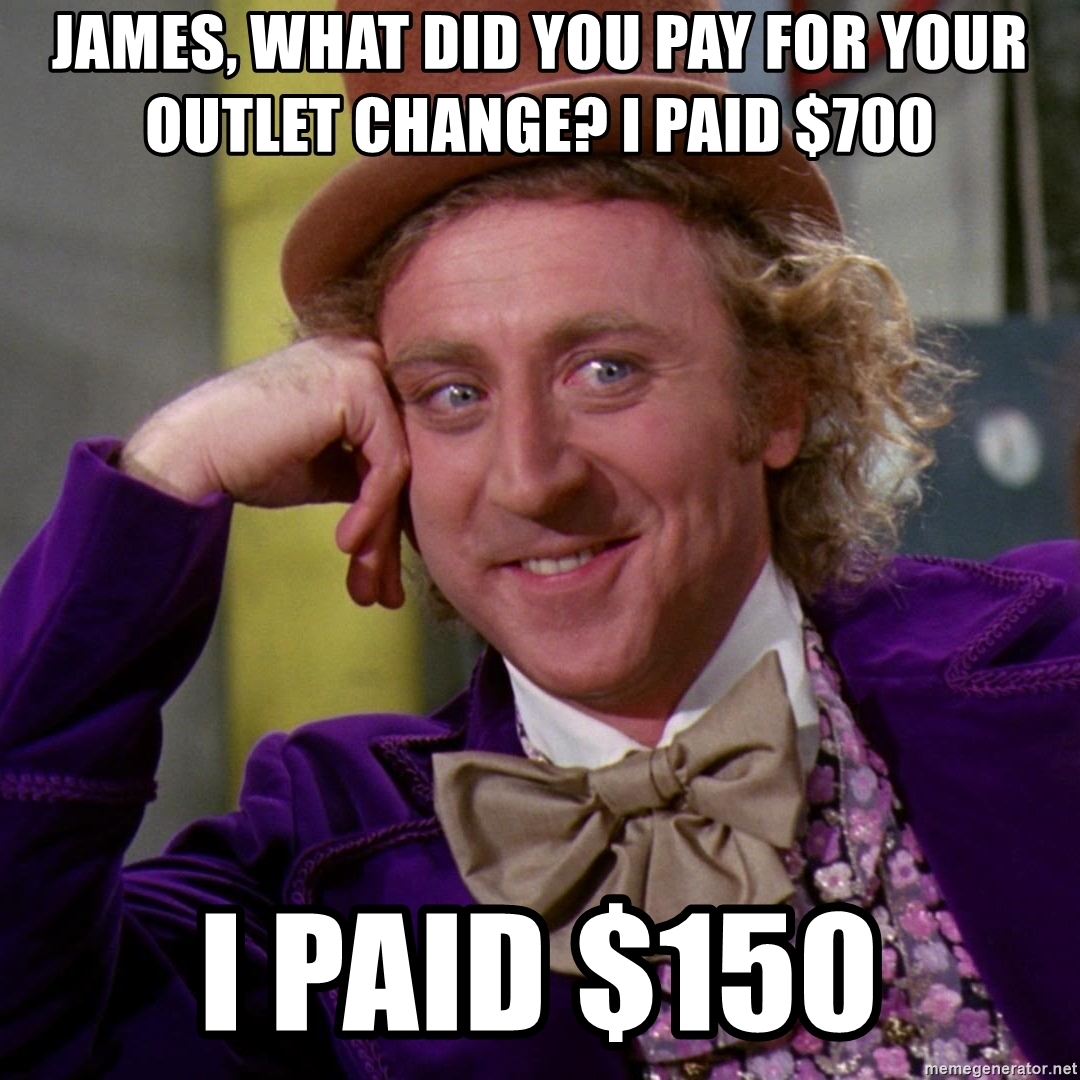 JAMES, WHAT DID YOU PAY FOR YOUR
OUTLET CHANGE? I PAID $700
I PAID $150
memegenerator.net